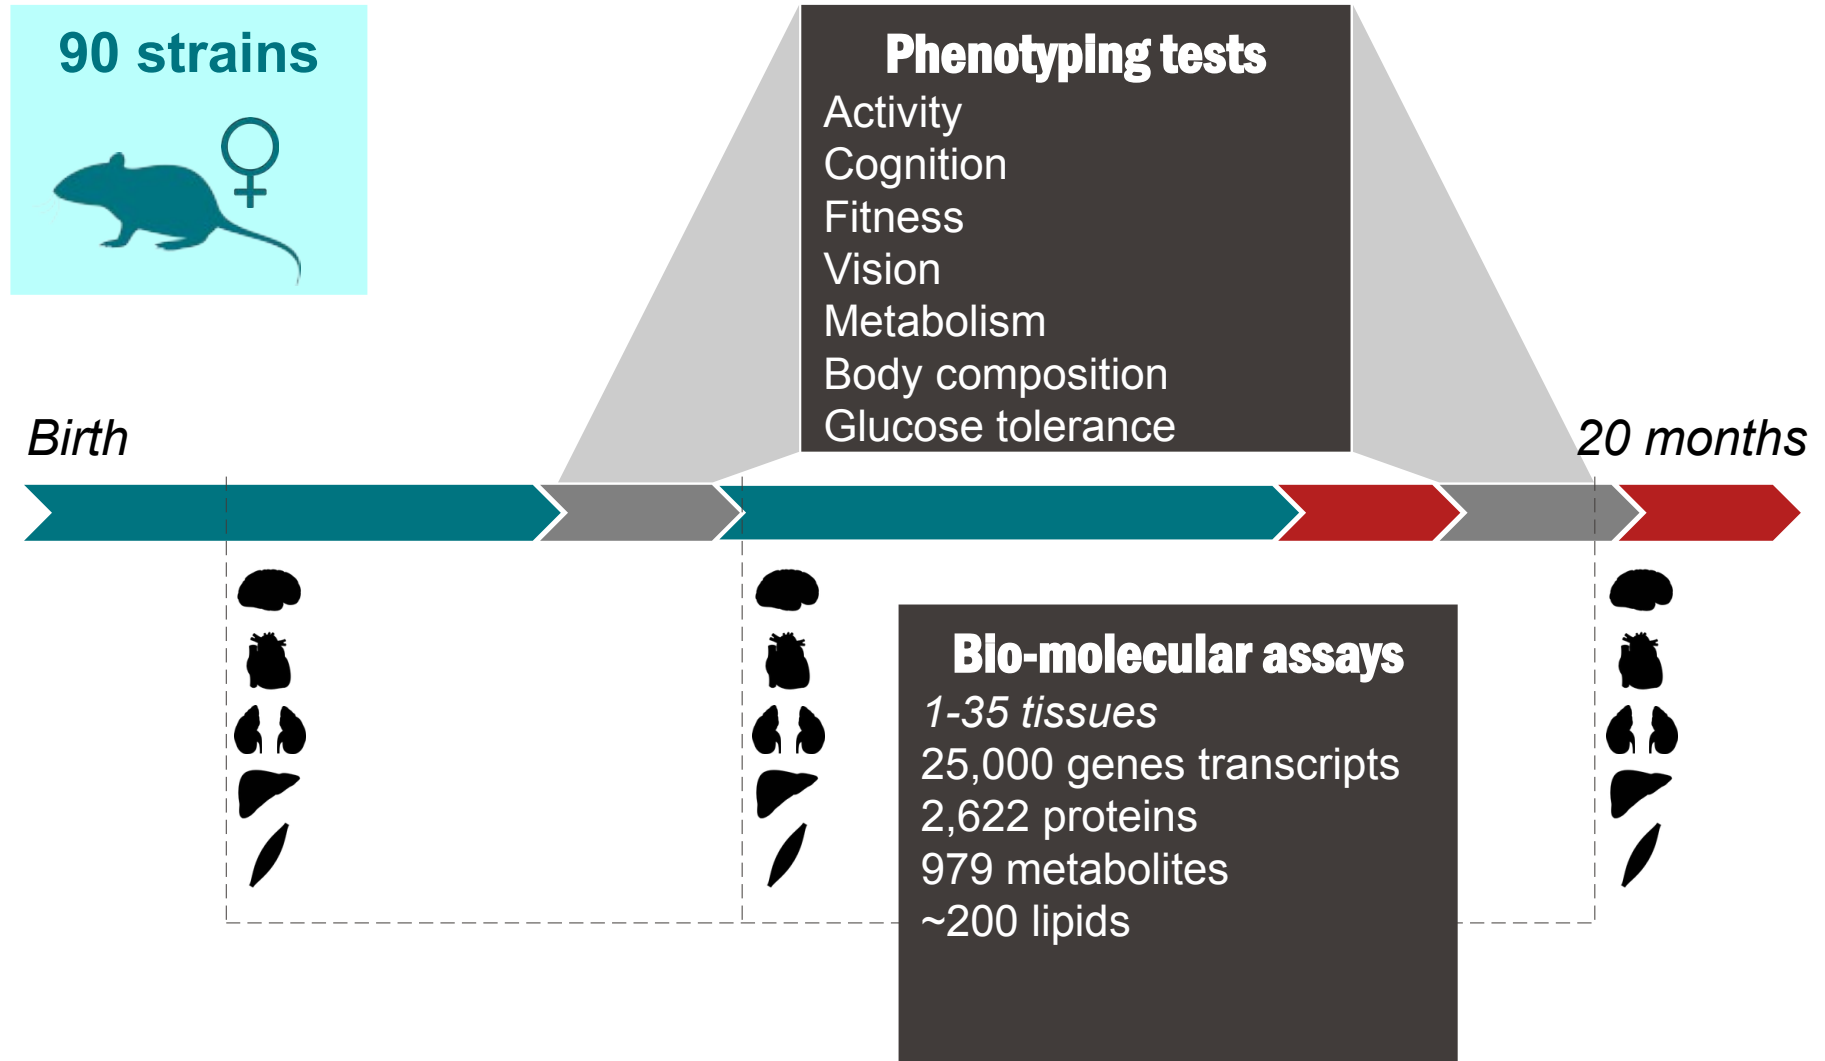 90 strains
Phenotyping tests
Activity
Cognition
Fitness
Vision
Metabolism
Body composition
Glucose tolerance
Birth
20 months
Bio-molecular assays
1-35 tissues
25,000 genes transcripts
2,622 proteins
979 metabolites
~200 lipids